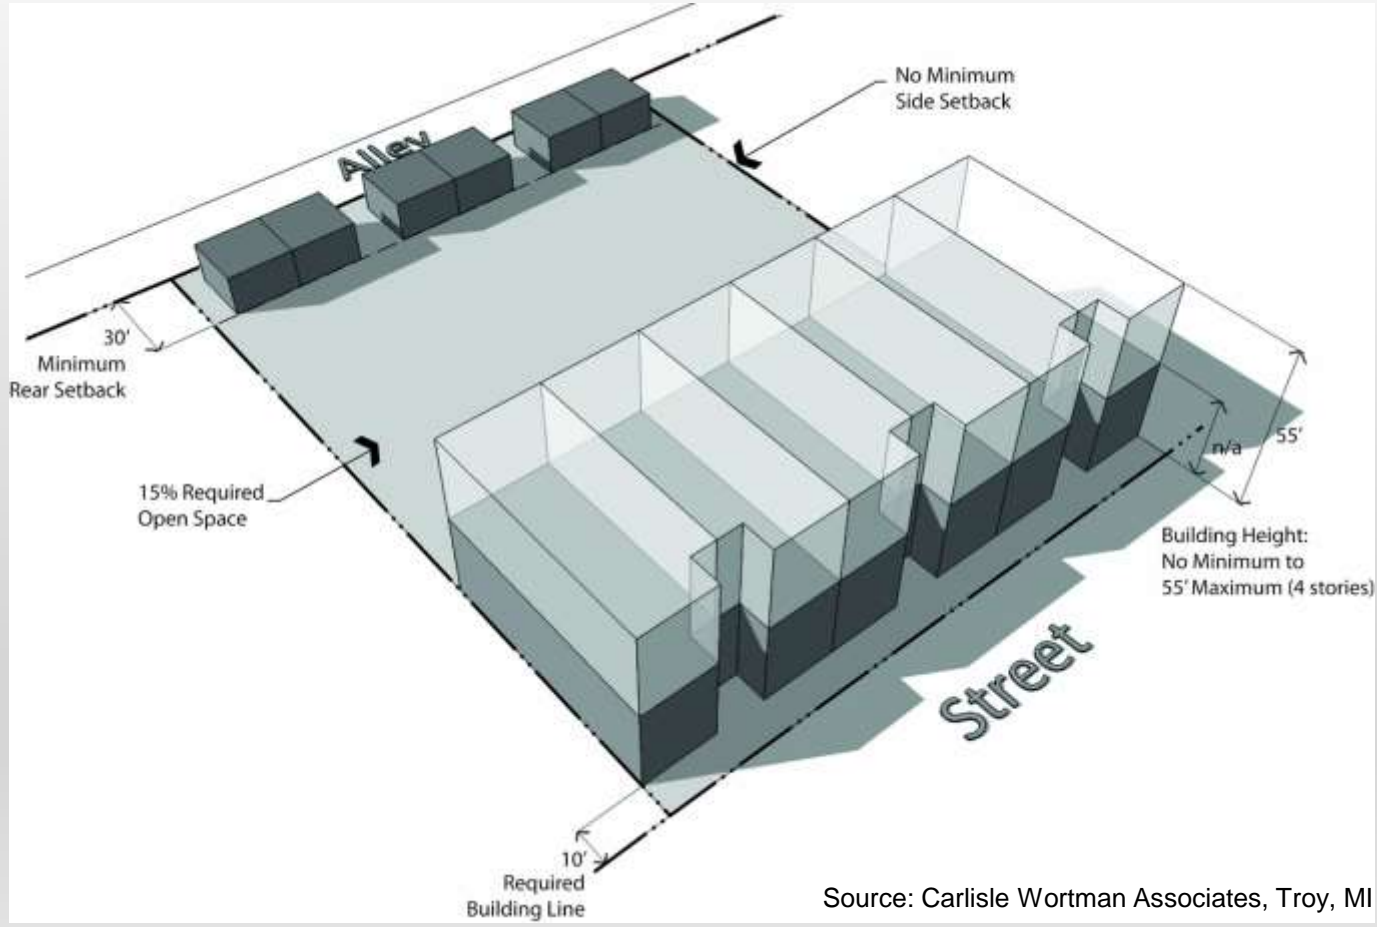 No Minimum
Side Setback
Alley
30'
Minimum
Rear Setback
15% Required
Open Space
n/a
55'
Building Height:
No Minimum to
55' Maximum (4 stories)
Street
10'
Required
Building Line
Source: Carlisle Wortman Associates, Troy, MI